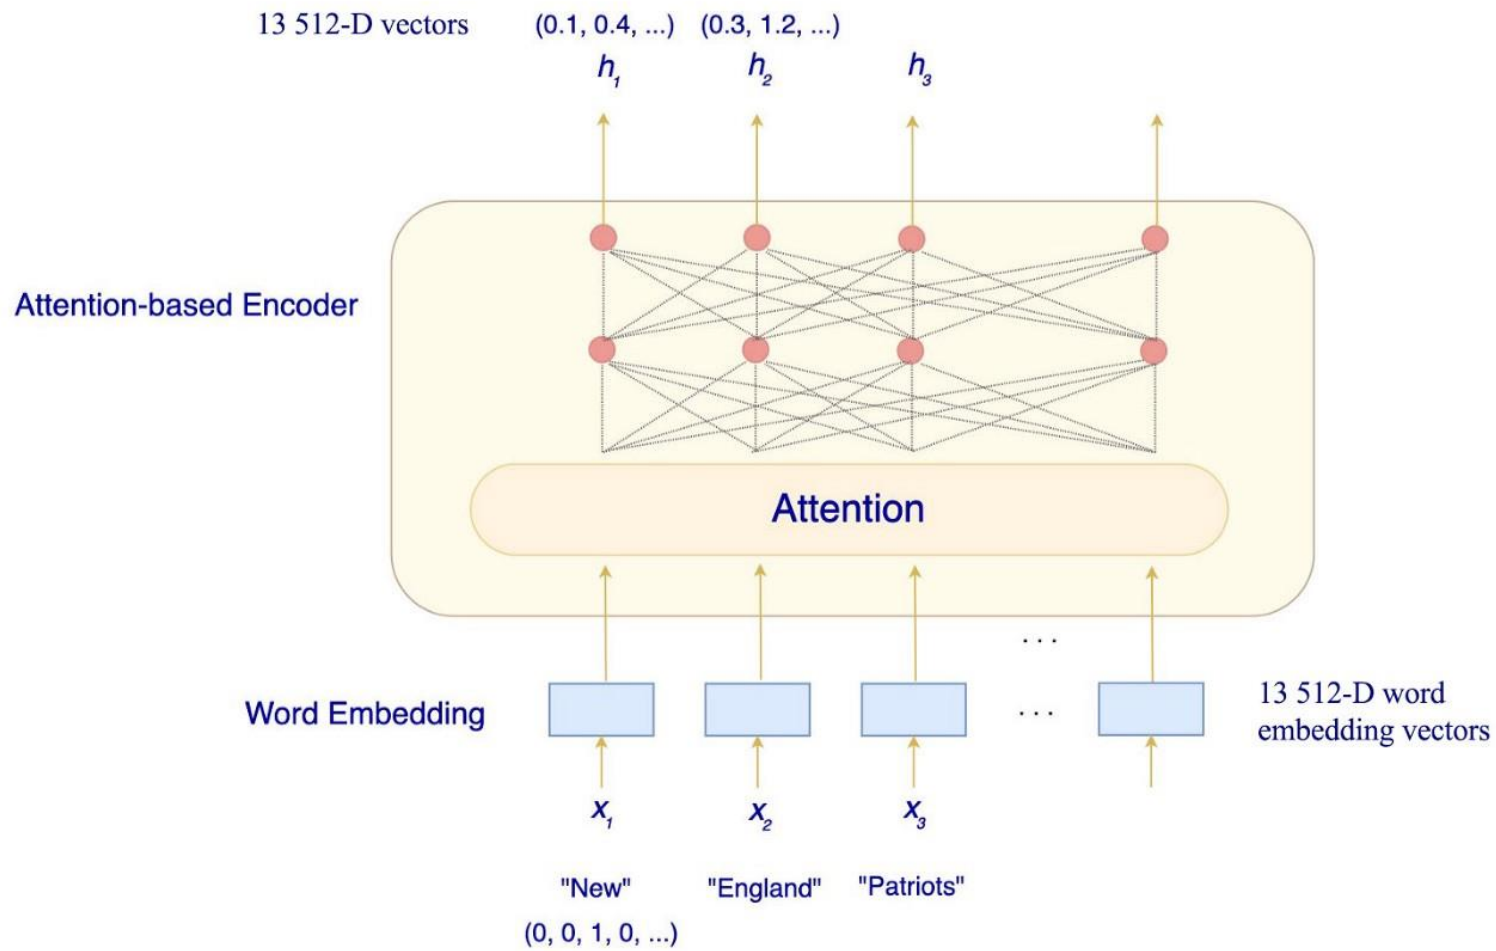 13 512-D vectors (0.1, 0.4, ...) (0.3, 1.2, ...)
h₁ h₂ h₃
Attention-based Encoder
Attention
. . .
Word Embedding
. . .
13 512-D word
embedding vectors
x₁ x₂ x₃
"New" "England" "Patriots"
(0, 0, 1, 0, ...)